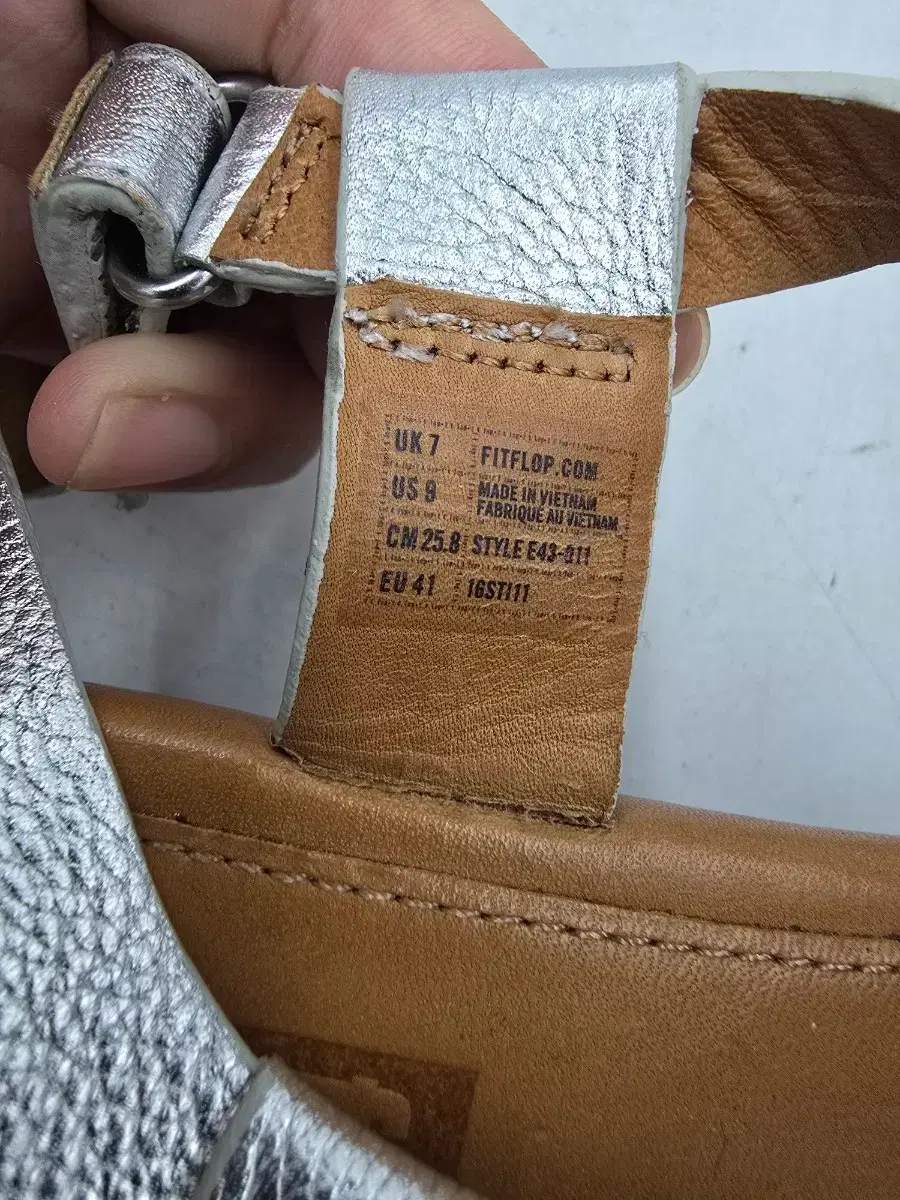 UK 7 FITFLOP.COM
US 9 MADE IN VIETNAM
FABRIQUE AU VIETNAM
CM 25.8 STYLE E43-011
EU 41 16STI11